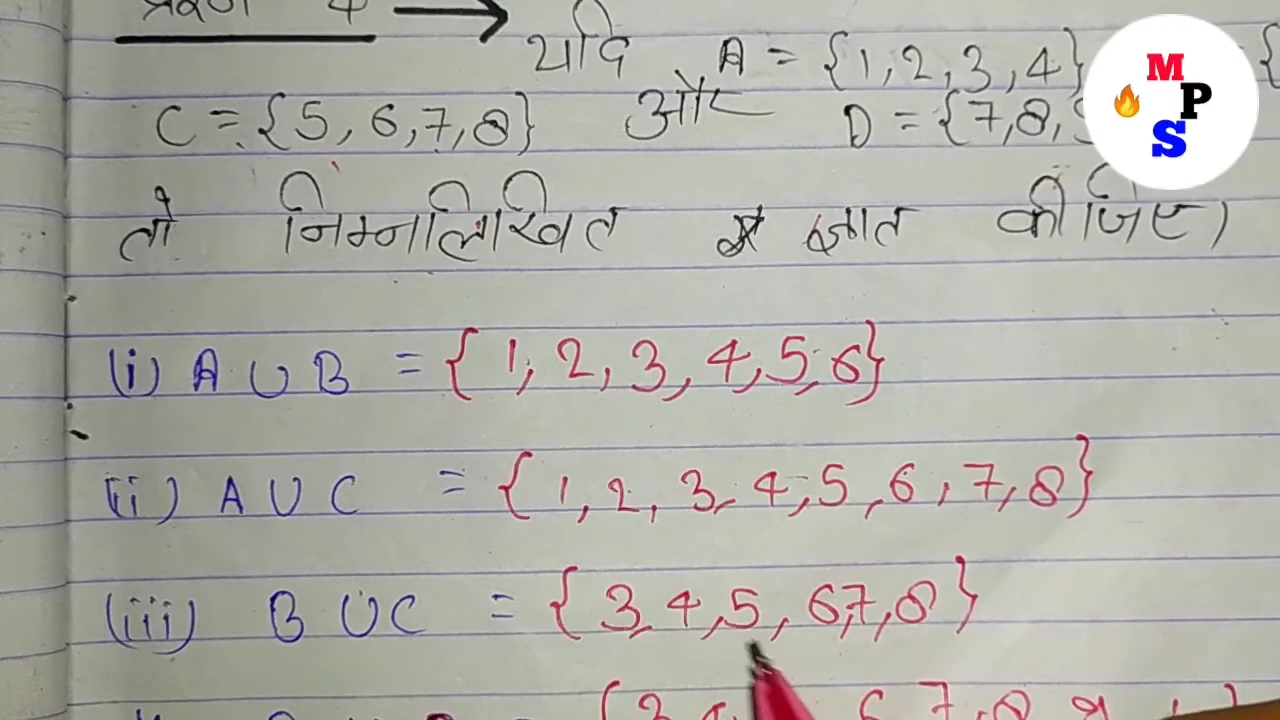 प्रश्न 4 → यदि A = {1, 2, 3, 4} {
C = {5, 6, 7, 8} और D = {7, 8,
M P S
तो निम्नलिखित ज्ञात कीजिए।
(i) A ∪ B = {1, 2, 3, 4, 5, 6}
(ii) A ∪ C = {1, 2, 3, 4, 5, 6, 7, 8}
(iii) B ∪ C = {3, 4, 5, 6, 7, 8}